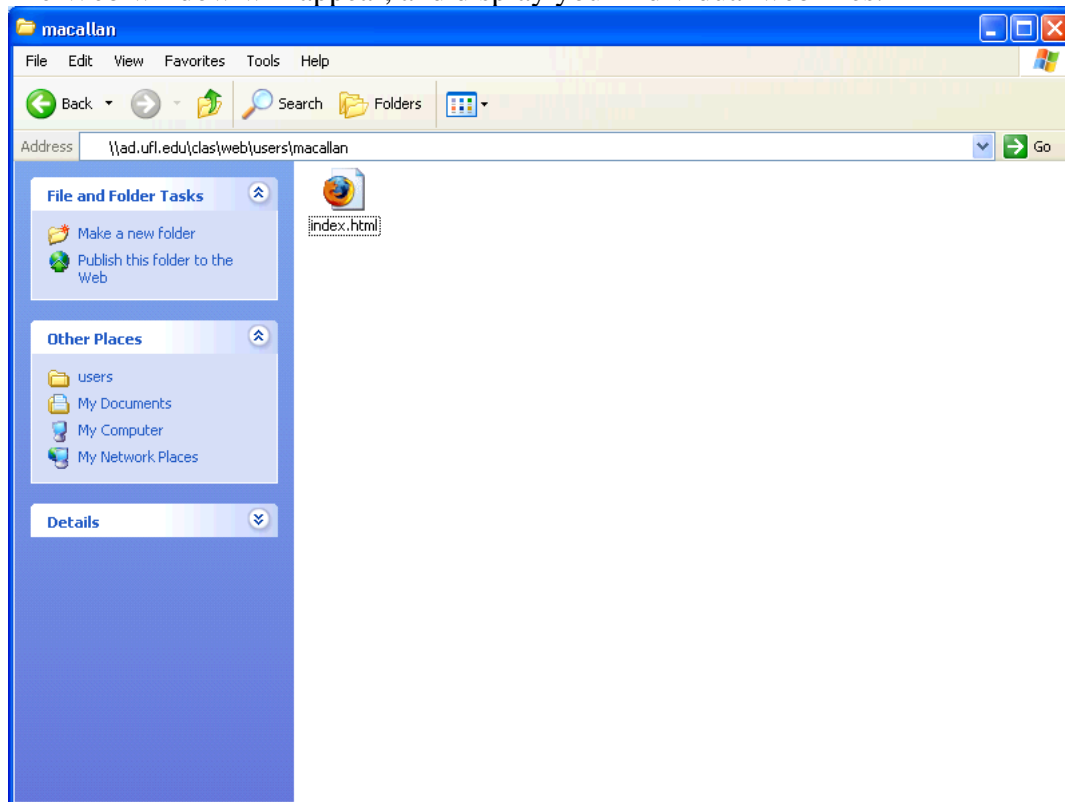 macallan
File Edit View Favorites Tools Help
Back Search Folders
Address \\ad.ufl.edu\clas\web\users\macallan Go
File and Folder Tasks
Make a new folder
Publish this folder to the
Web
Other Places
users
My Documents
My Computer
My Network Places
Details
index.html